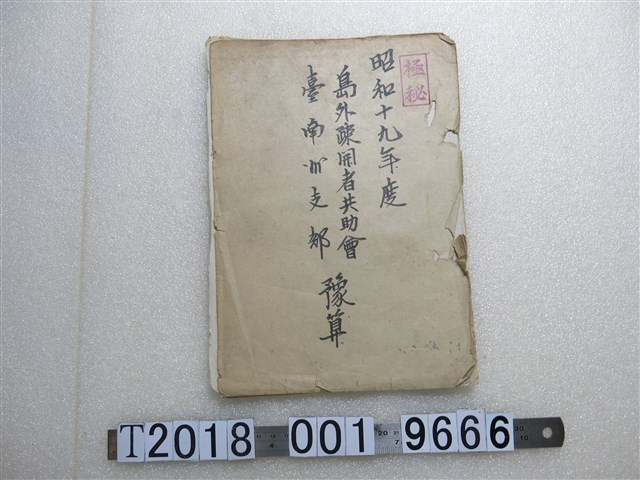 極秘
昭和十九年度
島外疎開者共助會
臺南州支部
豫算
T2018 001 9666